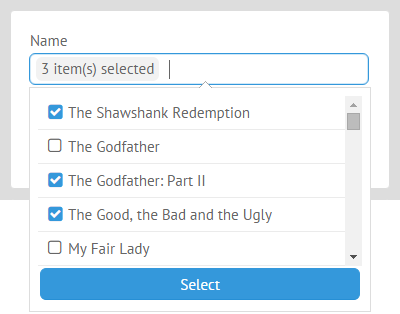 Name
3 item(s) selected
The Shawshank Redemption
The Godfather
The Godfather: Part II
The Good, the Bad and the Ugly
My Fair Lady
Select